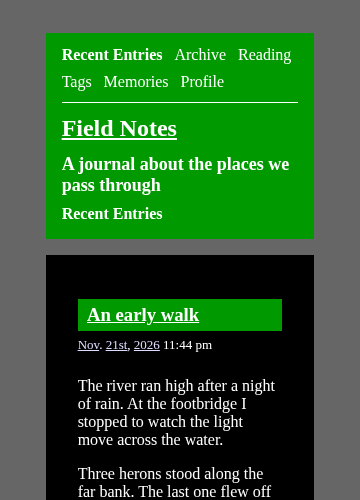 Recent Entries Archive Reading
Tags Memories Profile
Field Notes
A journal about the places we
pass through
Recent Entries
An early walk
Nov. 21st, 2026 11:44 pm
The river ran high after a night
of rain. At the footbridge I
stopped to watch the light
move across the water.
Three herons stood along the
far bank. The last one flew off